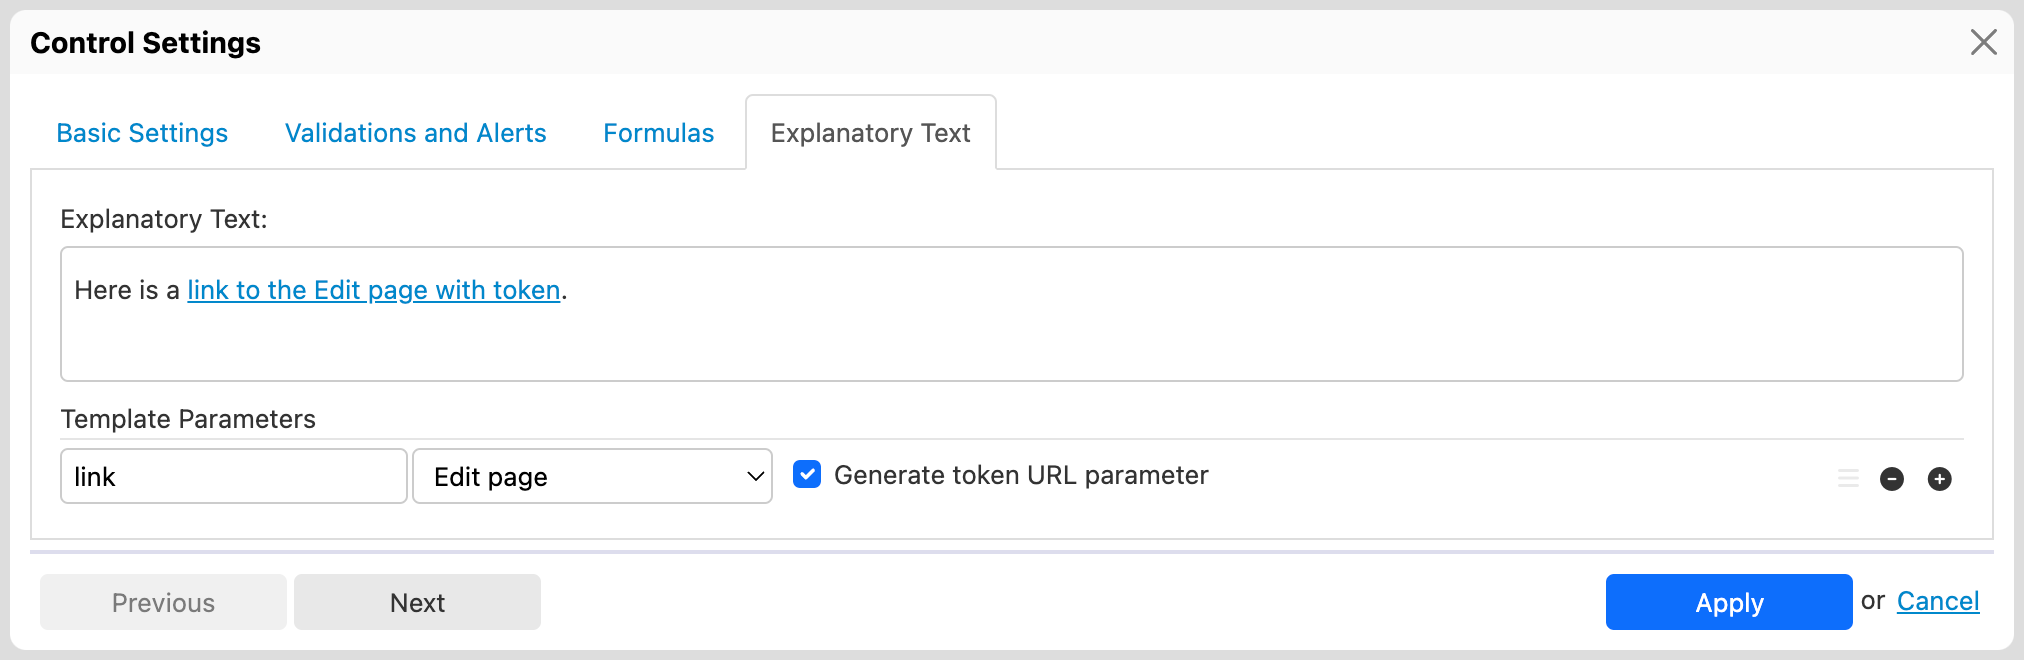 Control Settings
Basic Settings Validations and Alerts Formulas Explanatory Text
Explanatory Text:
Here is a link to the Edit page with token.
Template Parameters
link Edit page Generate token URL parameter
Previous Next Apply or Cancel